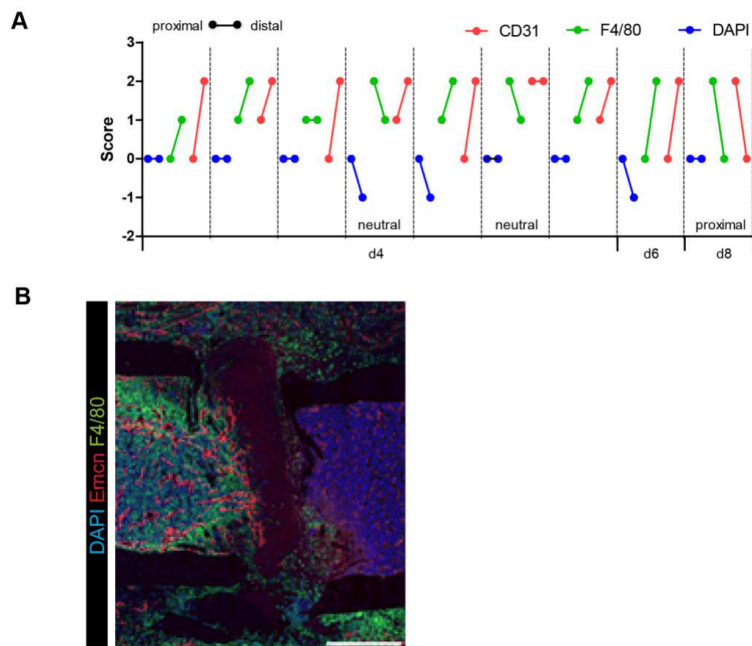 A
proximal distal
CD31 F4/80 DAPI
3
2
1
0
-1
-2
Score
neutral neutral proximal
d4 d6 d8
B
DAPI Emcn F4/80